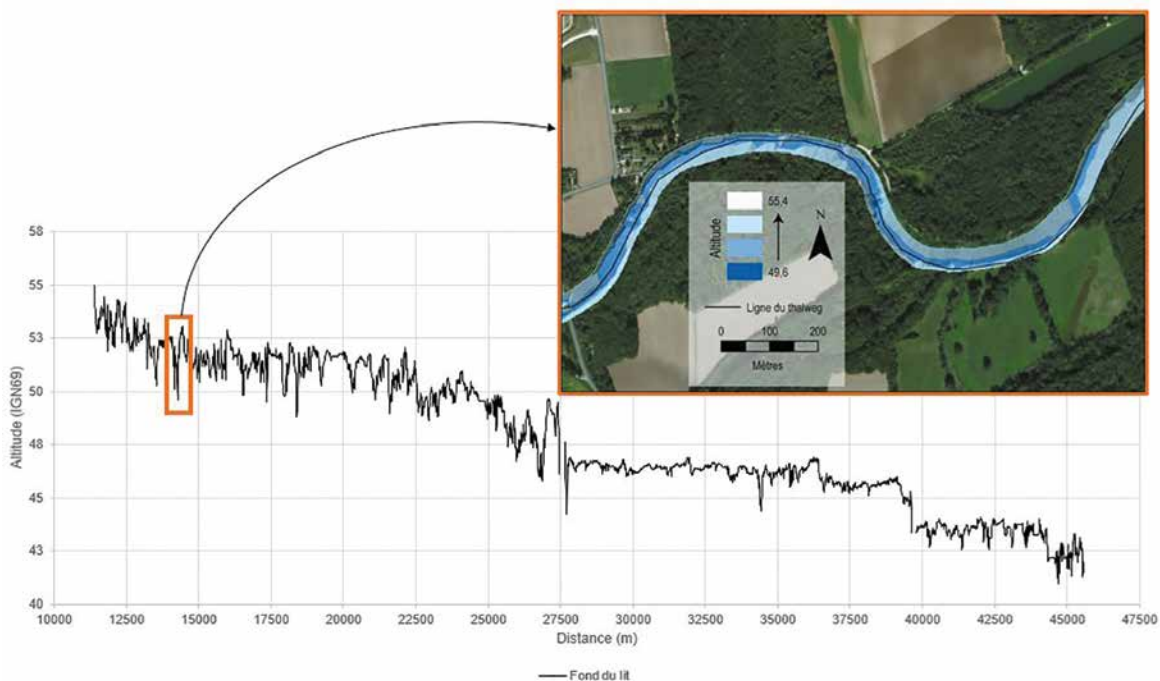 55,4
Altitude
N
49,6
Ligne du thalweg
0 100 200
Mètres
58
55
53
50
48
45
43
40
Altitude (IGN69)
10000 12500 15000 17500 20000 22500 25000 27500 30000 32500 35000 37500 40000 42500 45000 47500
Distance (m)
Fond du lit